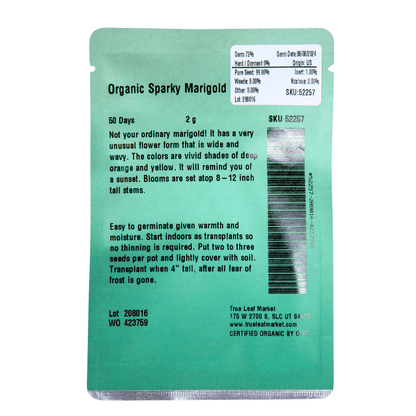 Germ 73% Germ Date:06/06/2024
Hard / Dormant 0% Origin: US
Pure Seed: 99.00% Inert: 1.00%
Weeds: 0.00% Noxious: 0.00%
Other: 0.00% SKU:52257
Lot: 208016
Organic Sparky Marigold
50 Days 2 g SKU 52257
Not your ordinary marigold! It has a very
unusual flower form that is wide and
wavy. The colors are vivid shades of deep
orange and yellow. It will remind you of
a sunset. Blooms are set atop 8–12 inch
tall stems.
Easy to germinate given warmth and
moisture. Start indoors as transplants so
no thinning is required. Put two to three
seeds per pot and lightly cover with soil.
Transplant when 4" tall, after all fear of
frost is gone.
*52257-208016-423759
Lot 208016
WO 423759
True Leaf Market
175 W 2700 S, SLC UT
www.trueleafmarket.com
CERTIFIED ORGANIC BY